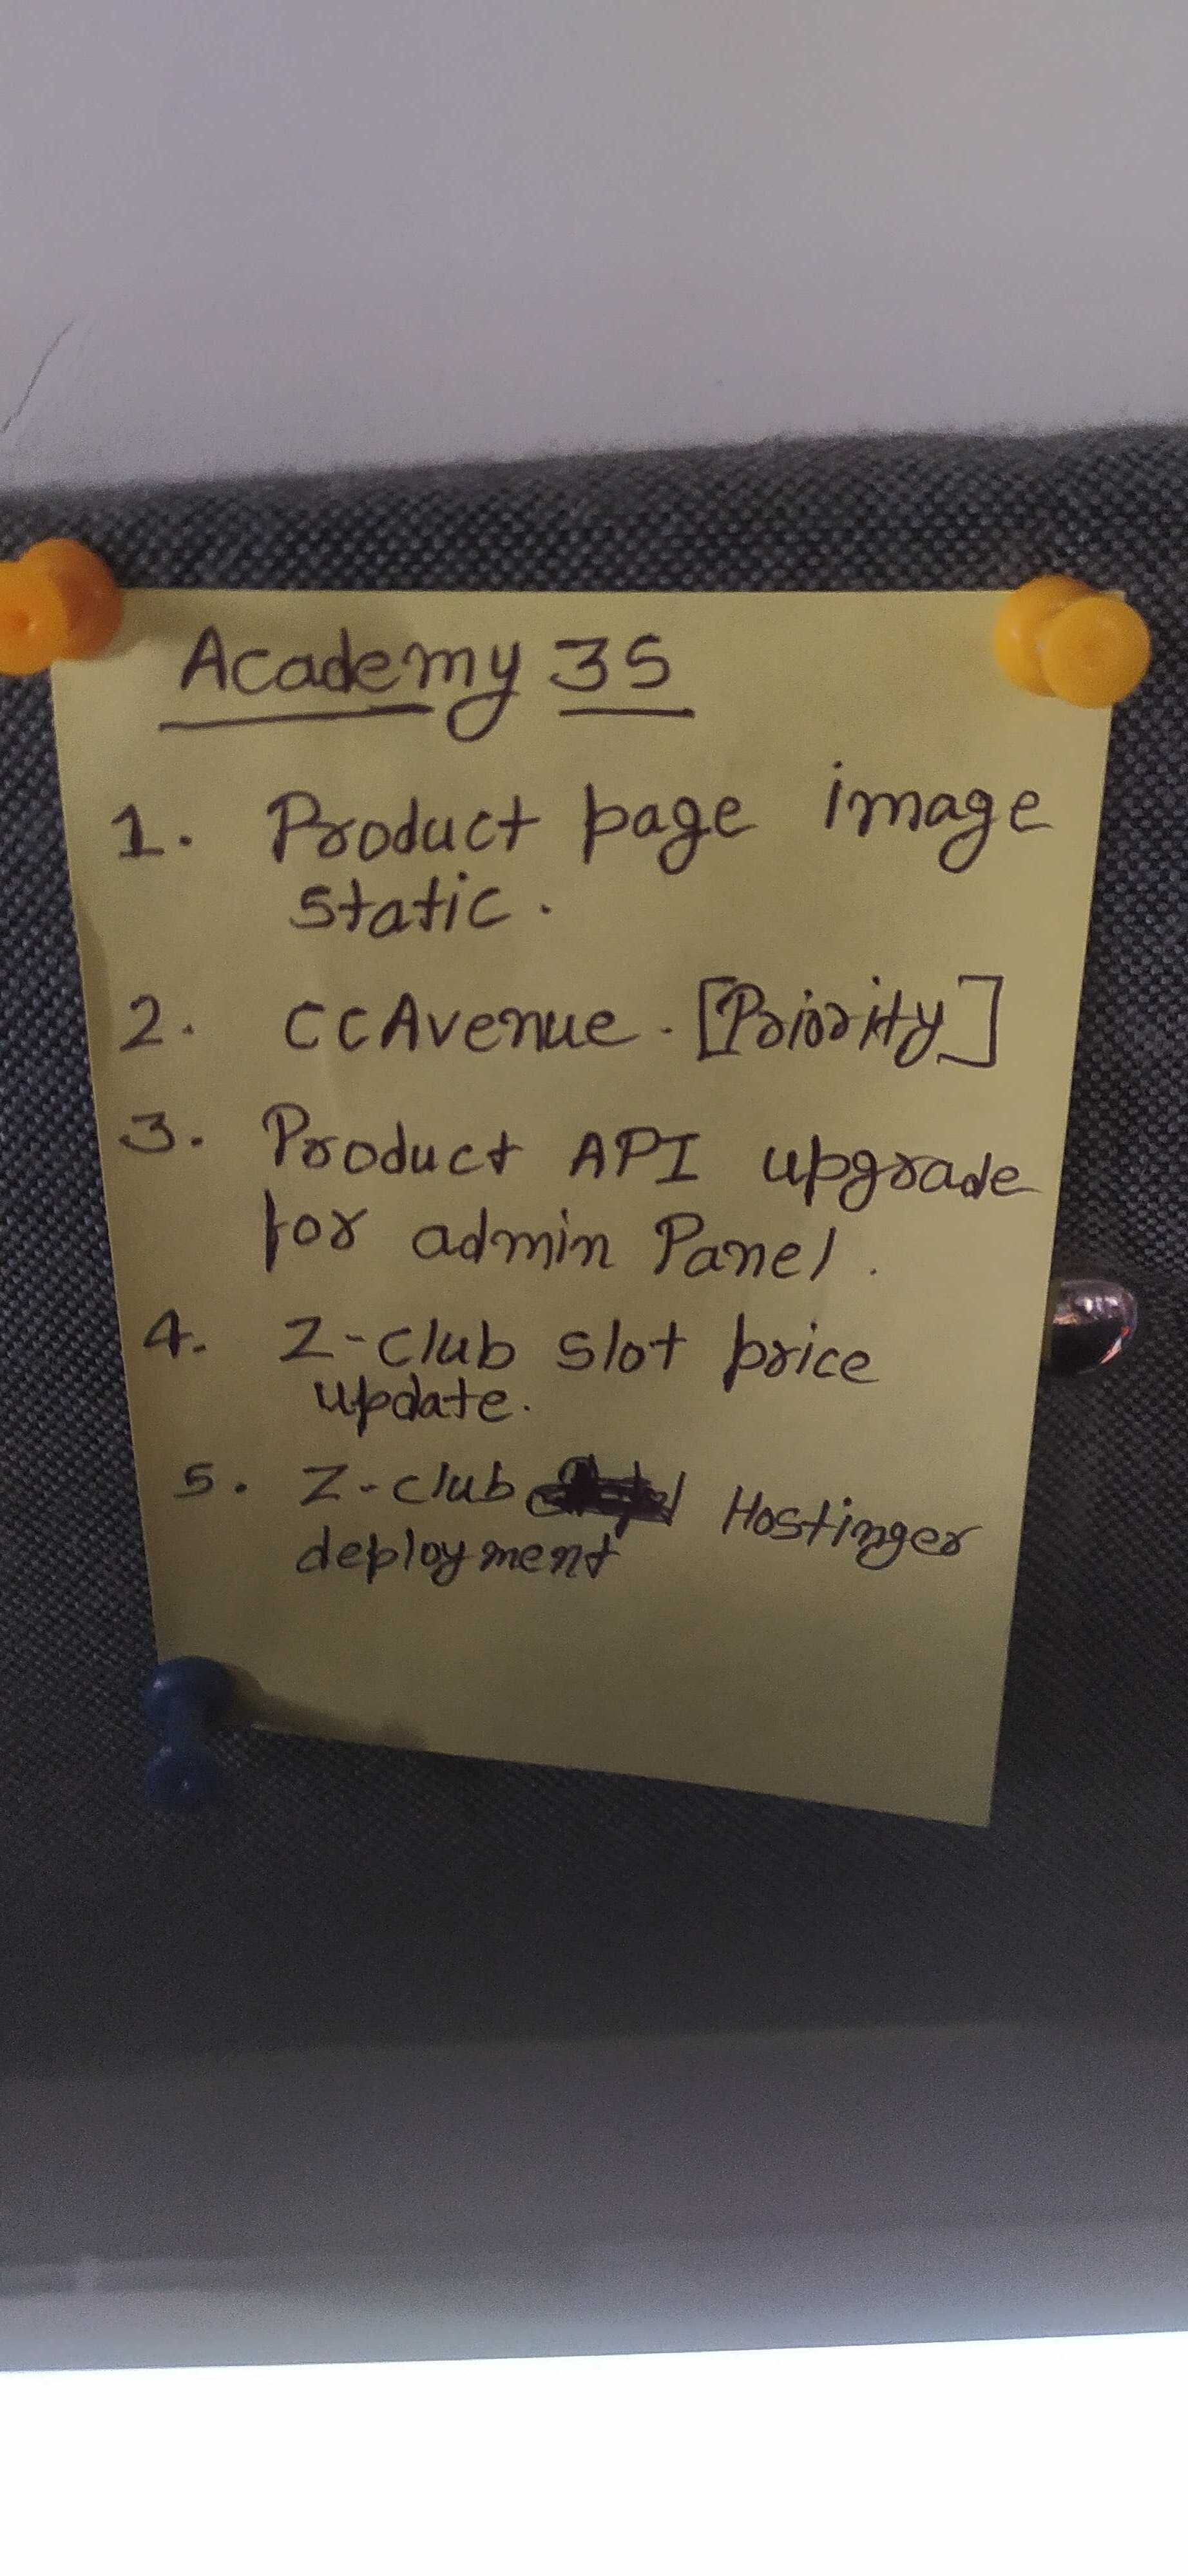 Academy 35
1. Product page image
static.
2. CCAvenue. [Priority]
3. Product API upgrade
for admin Panel.
4. Z-club slot price
update.
5. Z-club Hostinger
deployment